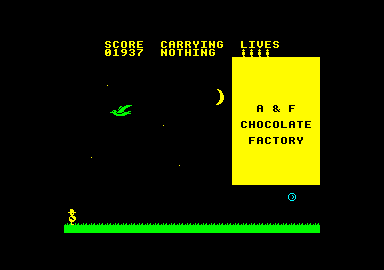 SCORE CARRYING LIVES
01937 NOTHING
A & F
CHOCOLATE
FACTORY